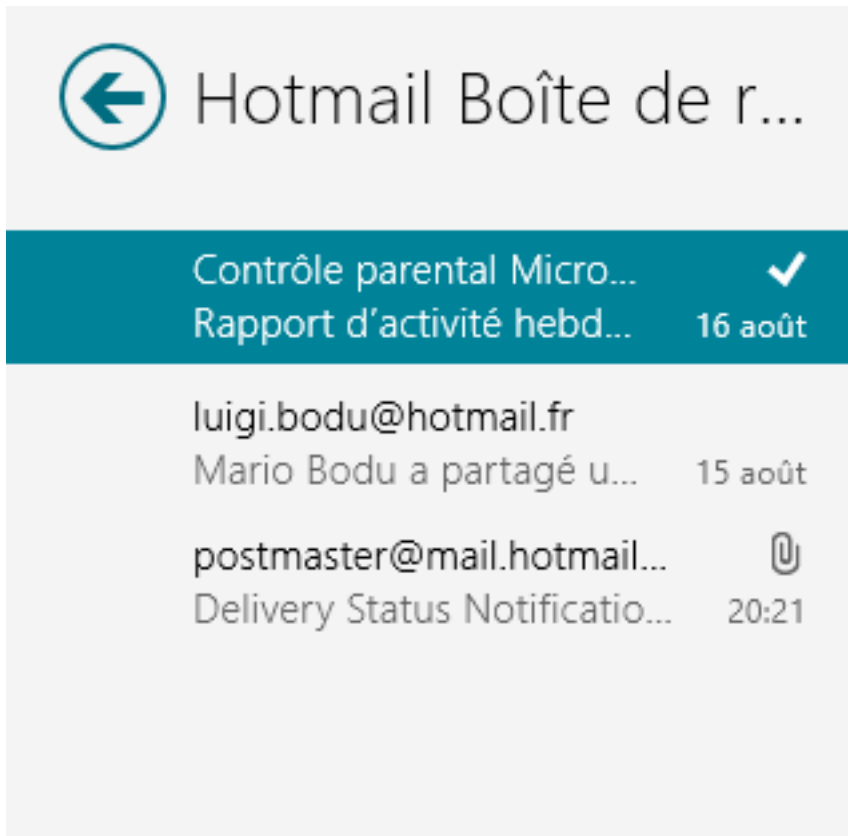 Hotmail Boîte de r...
Contrôle parental Micro...
Rapport d’activité hebd... 16 août
luigi.bodu@hotmail.fr
Mario Bodu a partagé u... 15 août
postmaster@mail.hotmail...
Delivery Status Notificatio... 20:21